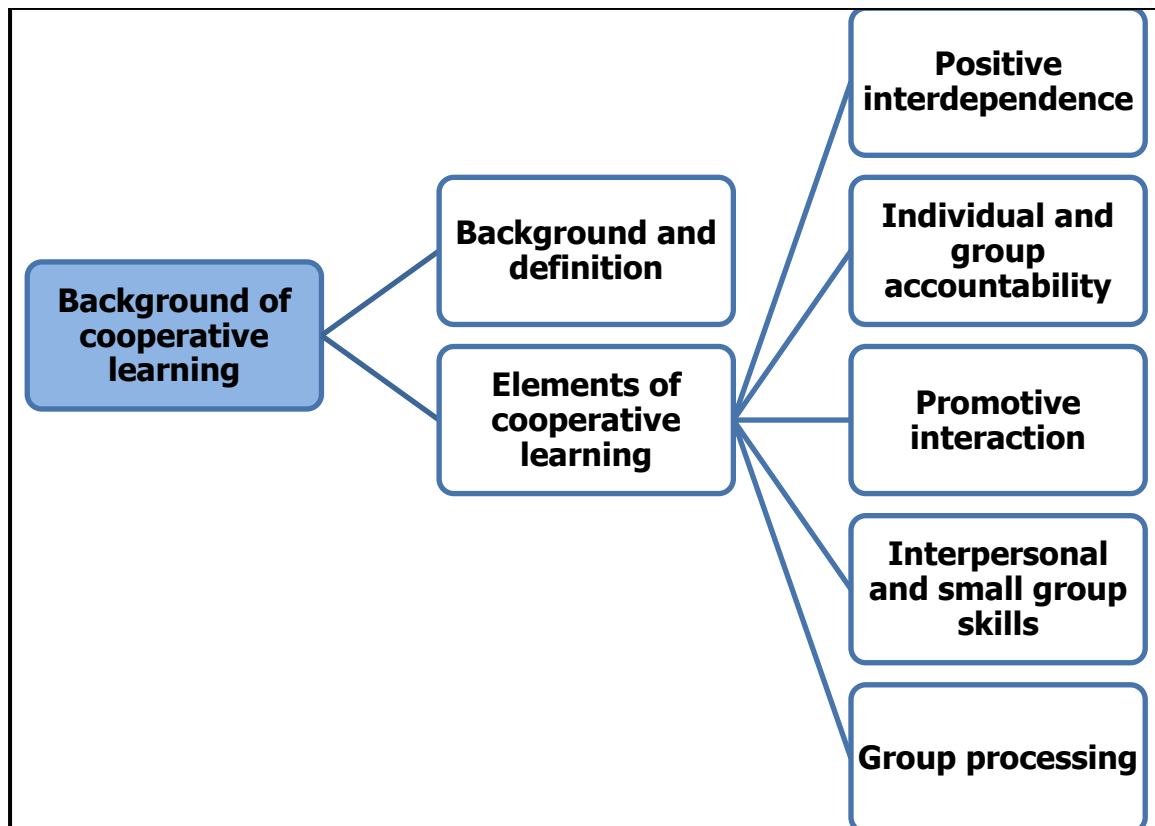 Background of
cooperative
learning
Background and
definition
Elements of
cooperative
learning
Positive
interdependence
Individual and
group
accountability
Promotive
interaction
Interpersonal
and small group
skills
Group processing